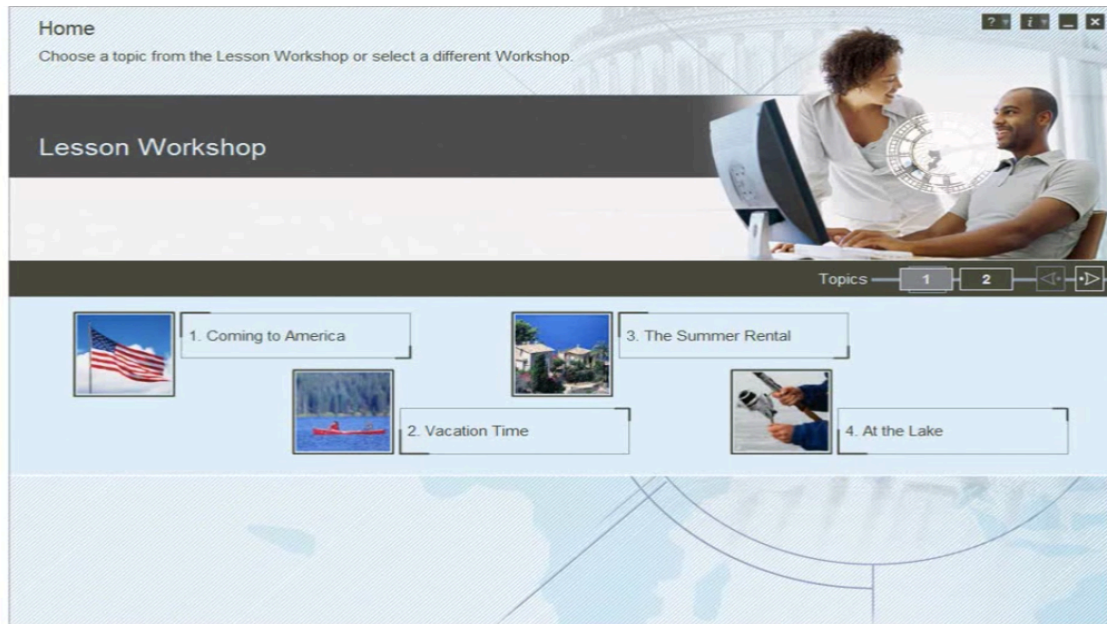 Home
? i
Choose a topic from the Lesson Workshop or select a different Workshop.
Lesson Workshop
Topics 1 2
1. Coming to America
3. The Summer Rental
2. Vacation Time
4. At the Lake